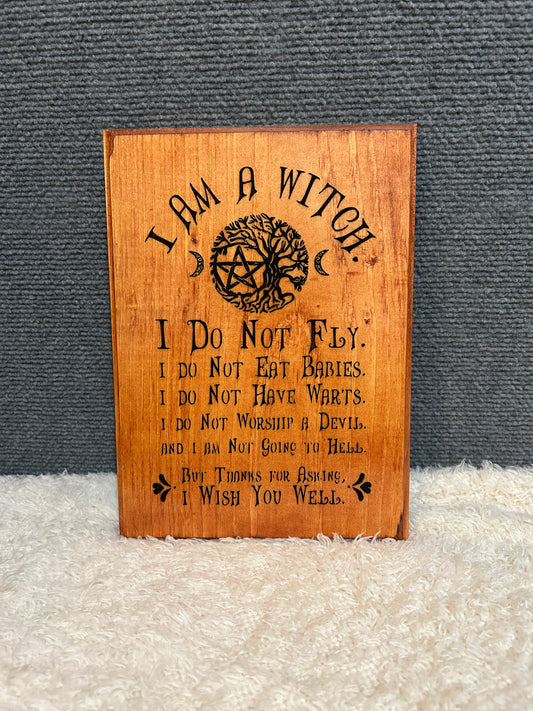 I AM A WITCH.
I DO NOT FLY.
I DO NOT EAT BABIES.
I DO NOT HAVE WARTS.
I DO NOT WORSHIP A DEVIL.
AND I AM NOT GOING TO HELL.
BUT THANKS FOR ASKING,
I WISH YOU WELL.